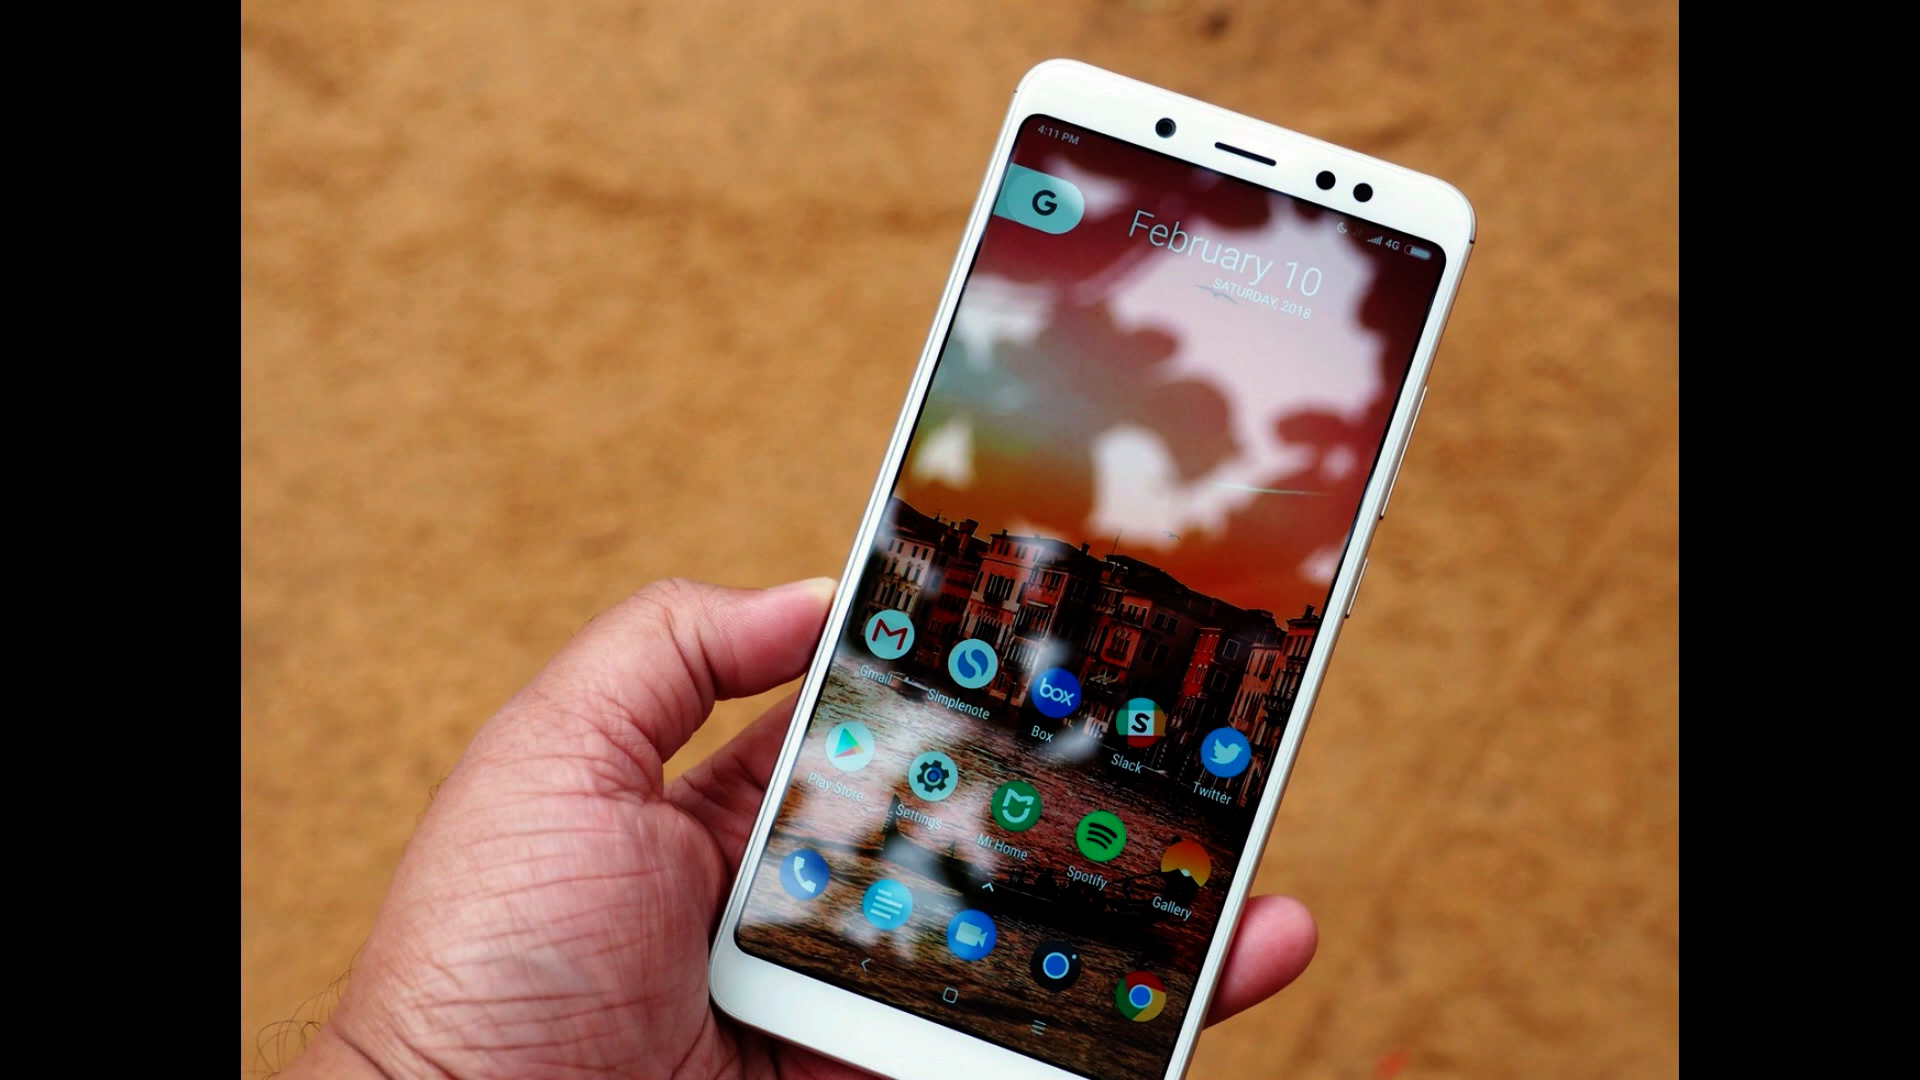 4:11 PM
4G
G
February 10
SATURDAY, 2018
Gmail
Simplenote
box
Box
S
Slack
Twitter
Play Store
Settings
Mi Home
Spotify
Gallery